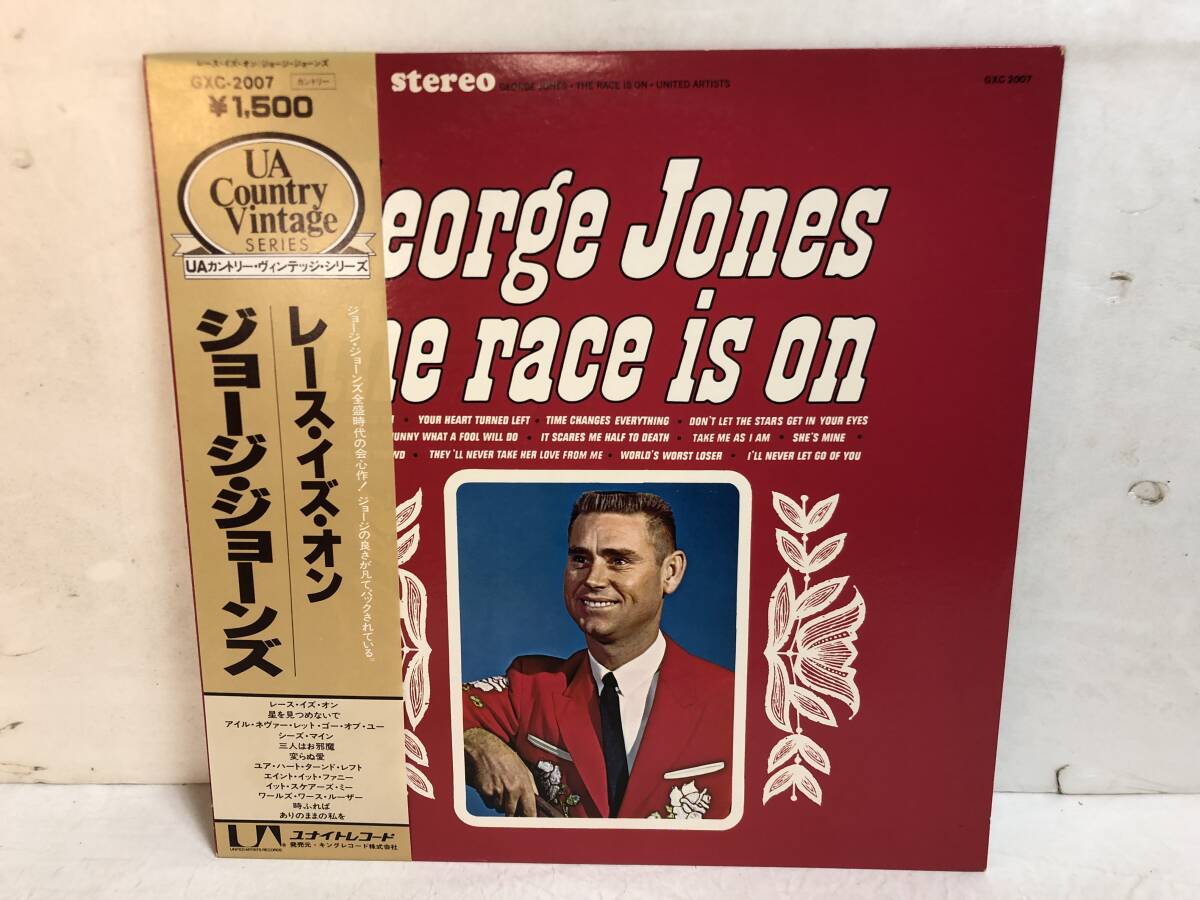 レース・イズ・オン/ジョージ・ジョーンズ
GXC-2007 カントリー
¥1,500
UA
Country
Vintage
SERIES
UAカントリー・ヴィンテッジ・シリーズ
レース・イズ・オン
ジョージ・ジョーンズ
ジョージ・ジョーンズ全盛時代の会心作!ジョージの良さが凡てパックされている。
レース・イズ・オン
星を見つめないで
アイル・ネヴァー・レット・ゴー・オブ・ユー
シーズ・マイン
三人はお邪魔
変らぬ愛
ユア・ハート・ターンド・レフト
エイント・イット・ファニー
イット・スケアーズ・ミー
ワールズ・ワース・ルーザー
時ふれば
ありのままの私を
UA
UNITED ARTISTS RECORDS
ユナイトレコード
発売元・キングレコード株式会社
stereo GEORGE JONES • THE RACE IS ON • UNITED ARTISTS GXC 2007
eorge Jones
he race is on
• YOUR HEART TURNED LEFT • TIME CHANGES EVERYTHING • DON'T LET THE STARS GET IN YOUR EYES
UNNY WHAT A FOOL WILL DO • IT SCARES ME HALF TO DEATH • TAKE ME AS I AM • SHE'S MINE •
WD • THEY'LL NEVER TAKE HER LOVE FROM ME • WORLD'S WORST LOSER • I'LL NEVER LET GO OF YOU